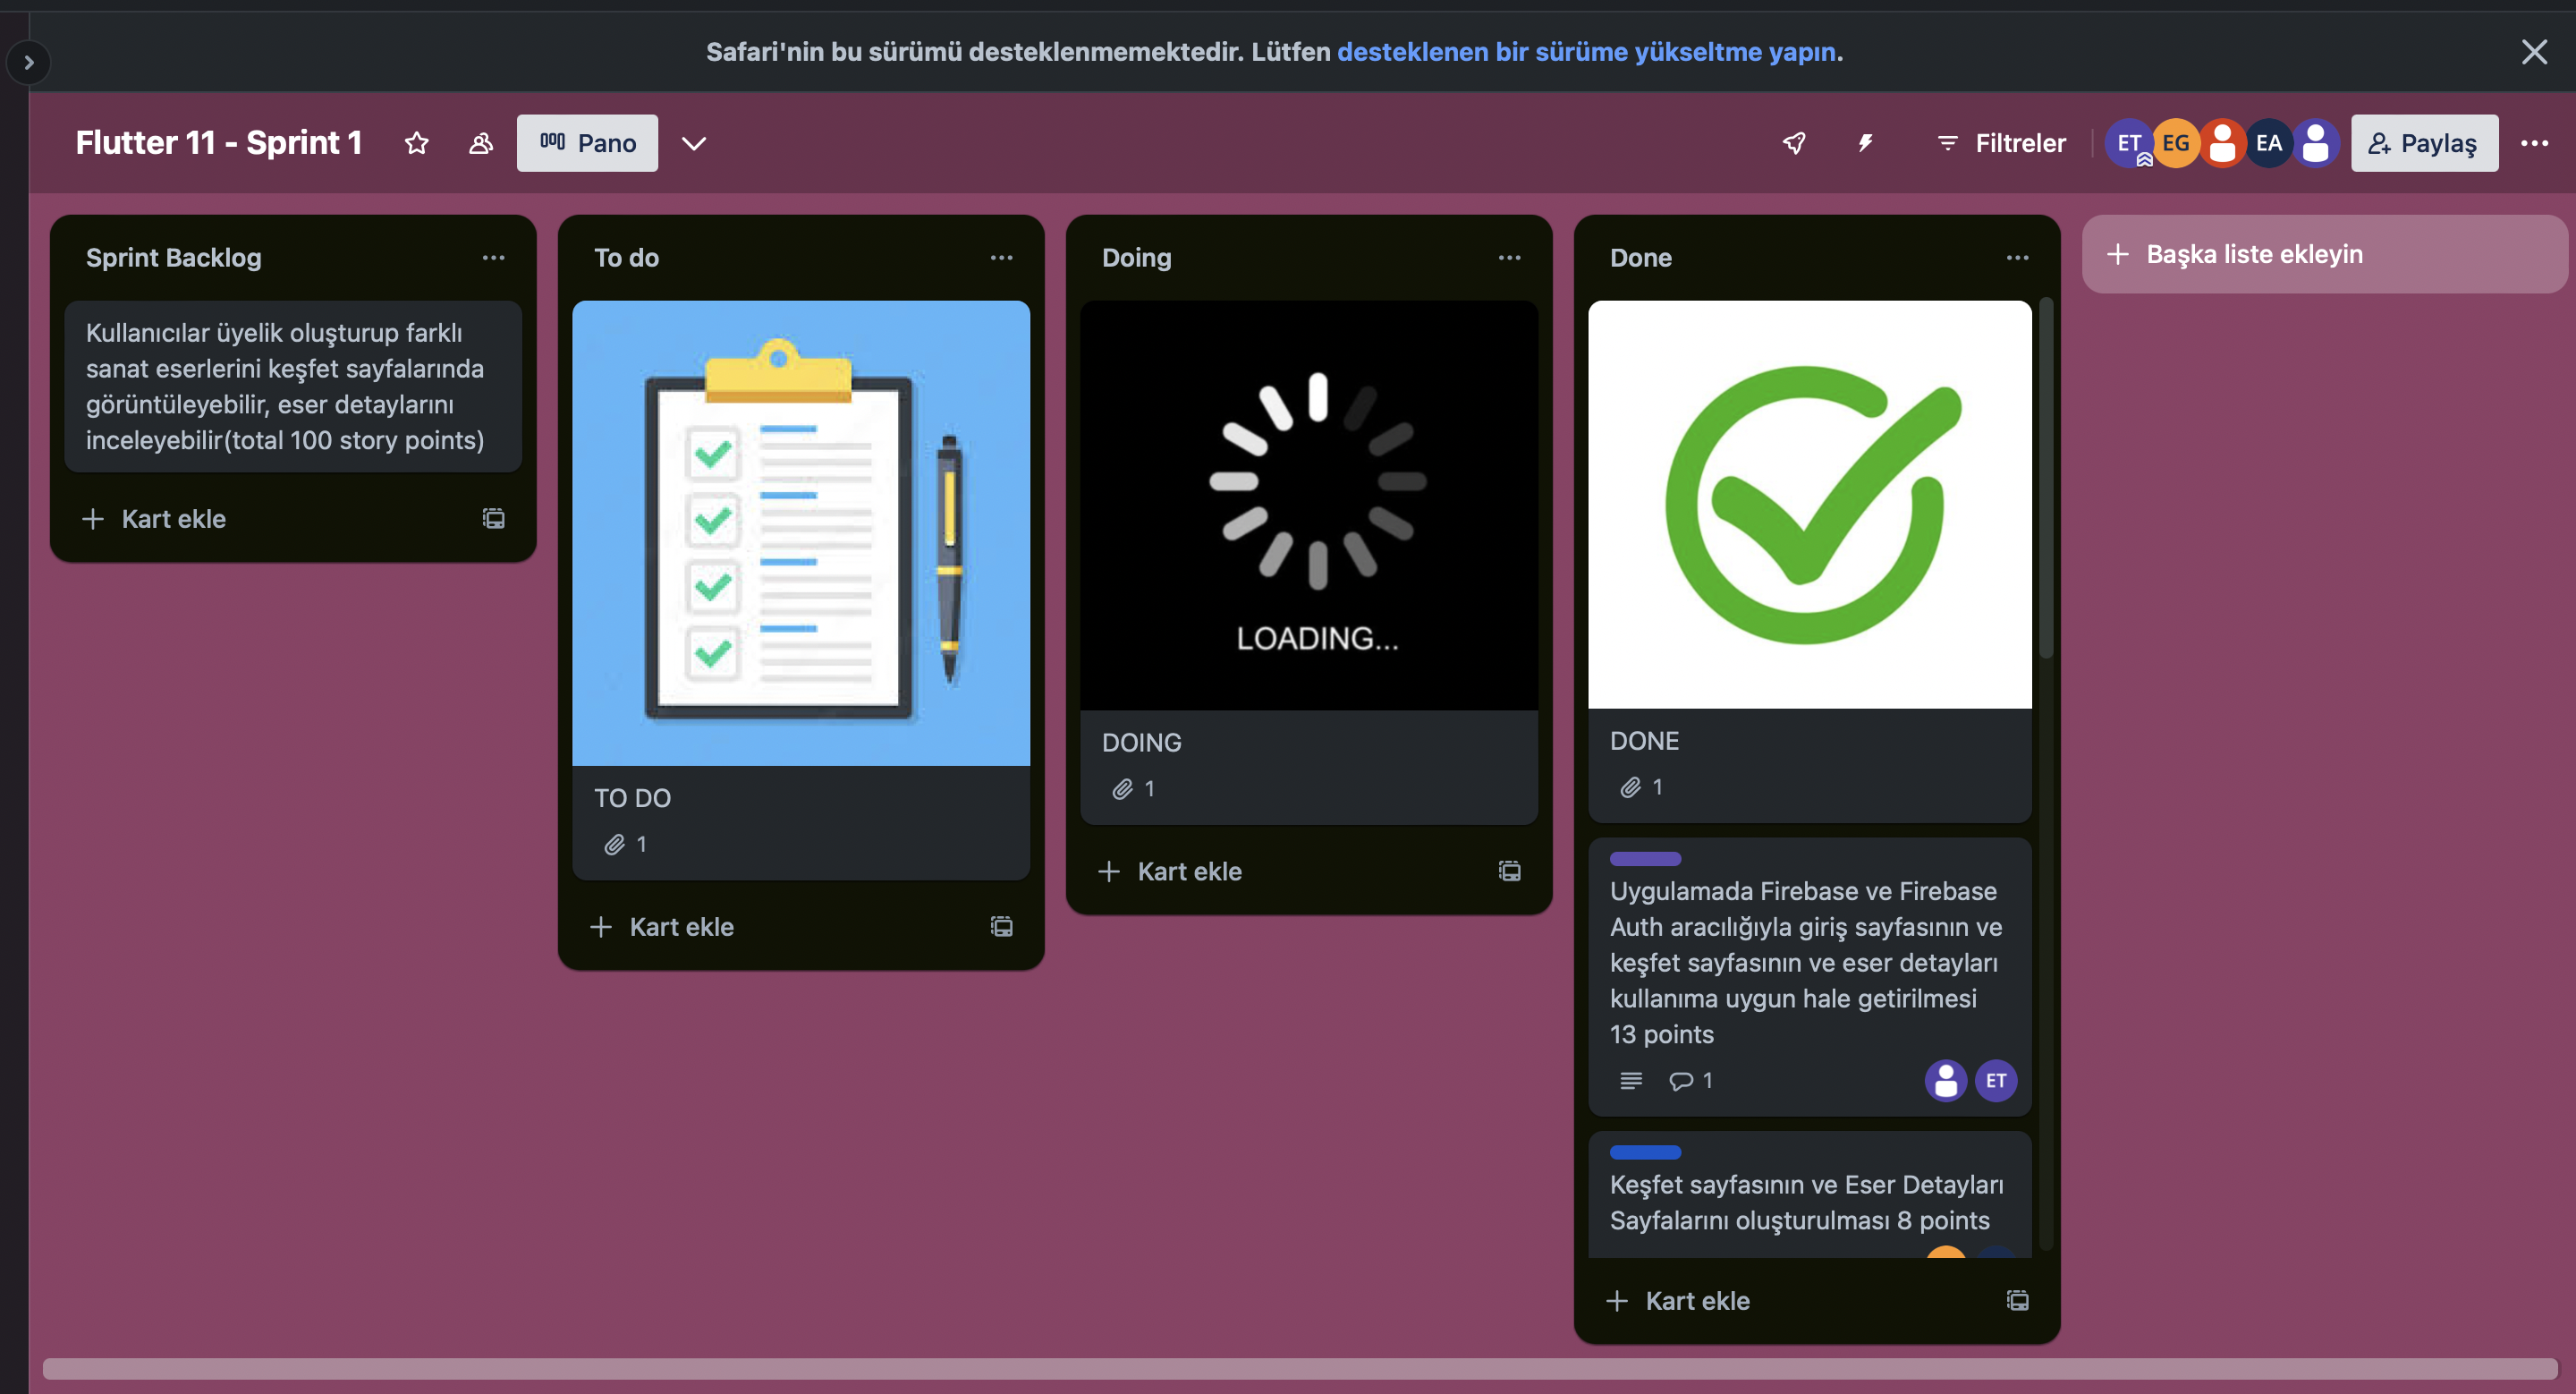 Safari'nin bu sürümü desteklenmemektedir. Lütfen desteklenen bir sürüme yükseltme yapın.
Flutter 11 - Sprint 1
Pano
Filtreler
ET
EG
EA
Paylaş
Sprint Backlog
Kullanıcılar üyelik oluşturup farklı
sanat eserlerini keşfet sayfalarında
görüntüleyebilir, eser detaylarını
inceleyebilir(total 100 story points)
Kart ekle
To do
TO DO
1
Kart ekle
Doing
LOADING...
DOING
1
Kart ekle
Done
DONE
1
Uygulamada Firebase ve Firebase
Auth aracılığıyla giriş sayfasının ve
keşfet sayfasının ve eser detayları
kullanıma uygun hale getirilmesi
13 points
1
ET
Keşfet sayfasının ve Eser Detayları
Sayfalarını oluşturulması 8 points
Kart ekle
Başka liste ekleyin